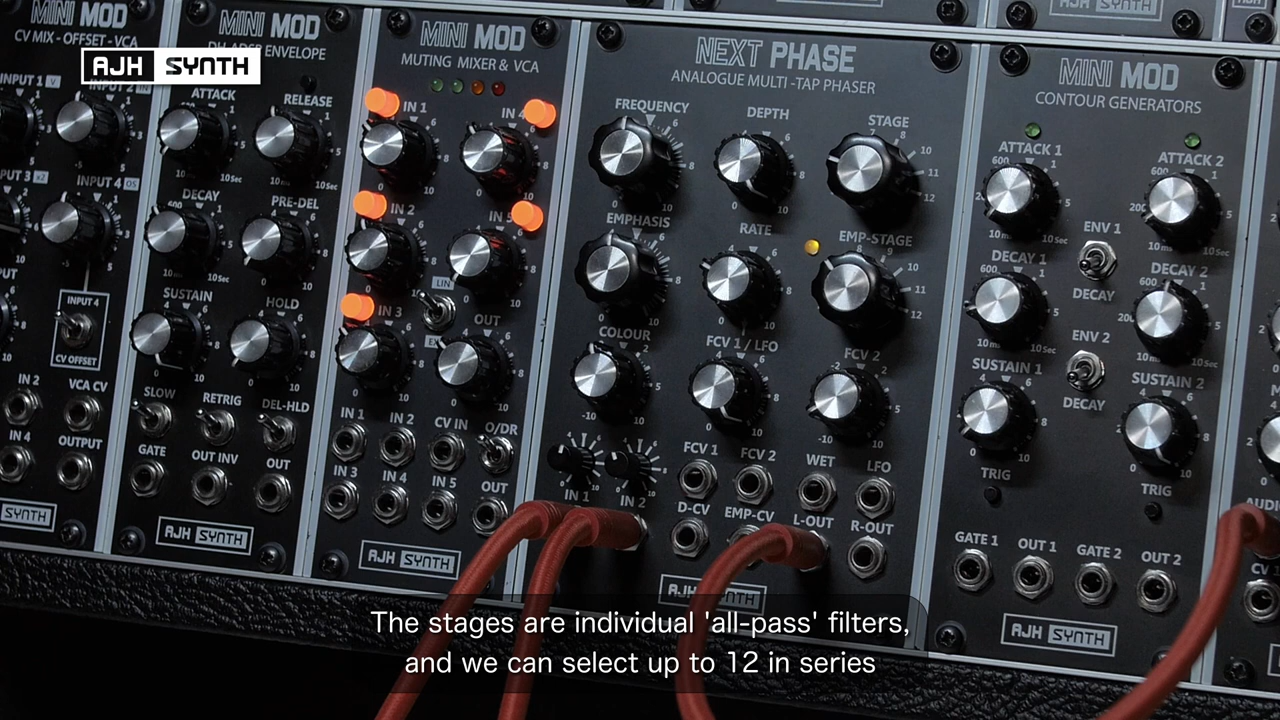 MINI MOD
CV MIX - OFFSET - VCA
INPUT 1 V
INPUT 2 IN
INPUT 3 x2
INPUT 4 OS
INPUT 4
CV OFFSET
IN 2
VCA CV
IN 4
OUTPUT
SYNTH
AJH SYNTH
MINI MOD
DH-ADSR ENVELOPE
ATTACK
RELEASE
DECAY
PRE-DEL
SUSTAIN
HOLD
SLOW
RETRIG
DEL-HLD
GATE
OUT INV
OUT
AJH SYNTH
MINI MOD
MUTING MIXER & VCA
IN 1
IN 4
IN 2
IN 5
LIN
IN 3
OUT
IN 1
IN 2
CV IN
O/DR
IN 3
IN 4
IN 5
OUT
AJH SYNTH
NEXT PHASE
ANALOGUE MULTI -TAP PHASER
FREQUENCY
DEPTH
STAGE
EMPHASIS
RATE
EMP-STAGE
COLOUR
FCV 1 / LFO
FCV 2
FCV 1
FCV 2
WET
LFO
IN 1
IN 2
D-CV
EMP-CV
L-OUT
R-OUT
AJH SYNTH
MINI MOD
CONTOUR GENERATORS
ATTACK 1
ATTACK 2
ENV 1
DECAY
DECAY 1
DECAY 2
ENV 2
DECAY
SUSTAIN 1
SUSTAIN 2
TRIG
TRIG
GATE 1
OUT 1
GATE 2
OUT 2
AJH SYNTH
The stages are individual 'all-pass' filters,
and we can select up to 12 in series